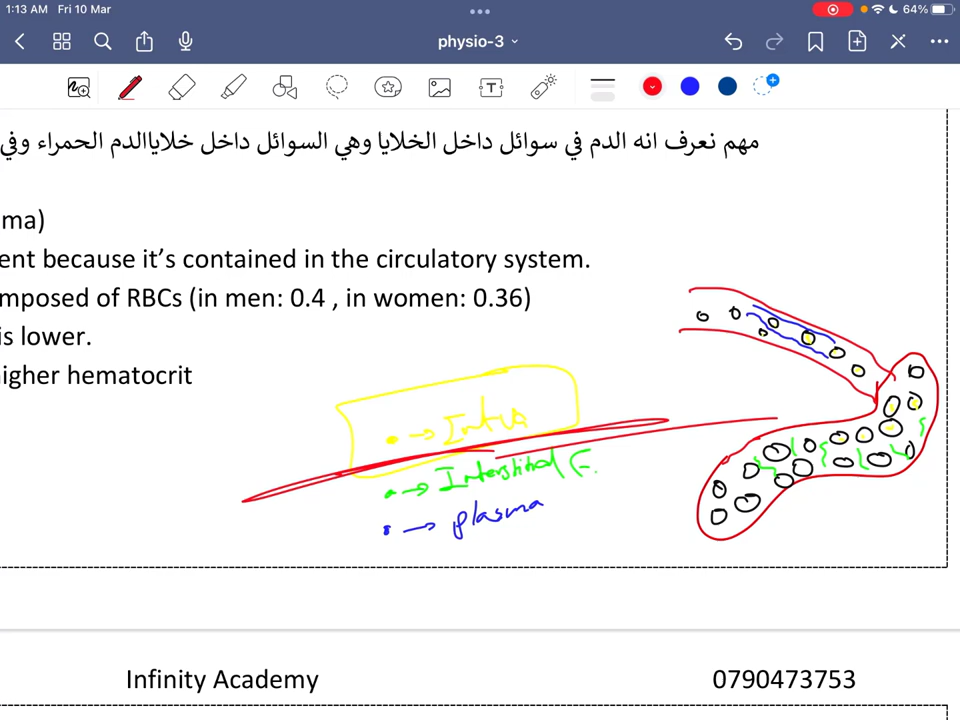 1:13 AM Fri 10 Mar
64%
physio-3
مهم نعرف انه الدم في سوائل داخل الخلايا وهي السوائل داخل خلاياالدم الحمراء وفي
ma)
ent because it’s contained in the circulatory system.
mposed of RBCs (in men: 0.4 , in women: 0.36)
is lower.
igher hematocrit
Interstitial F.
plasma
Infinity Academy
0790473753